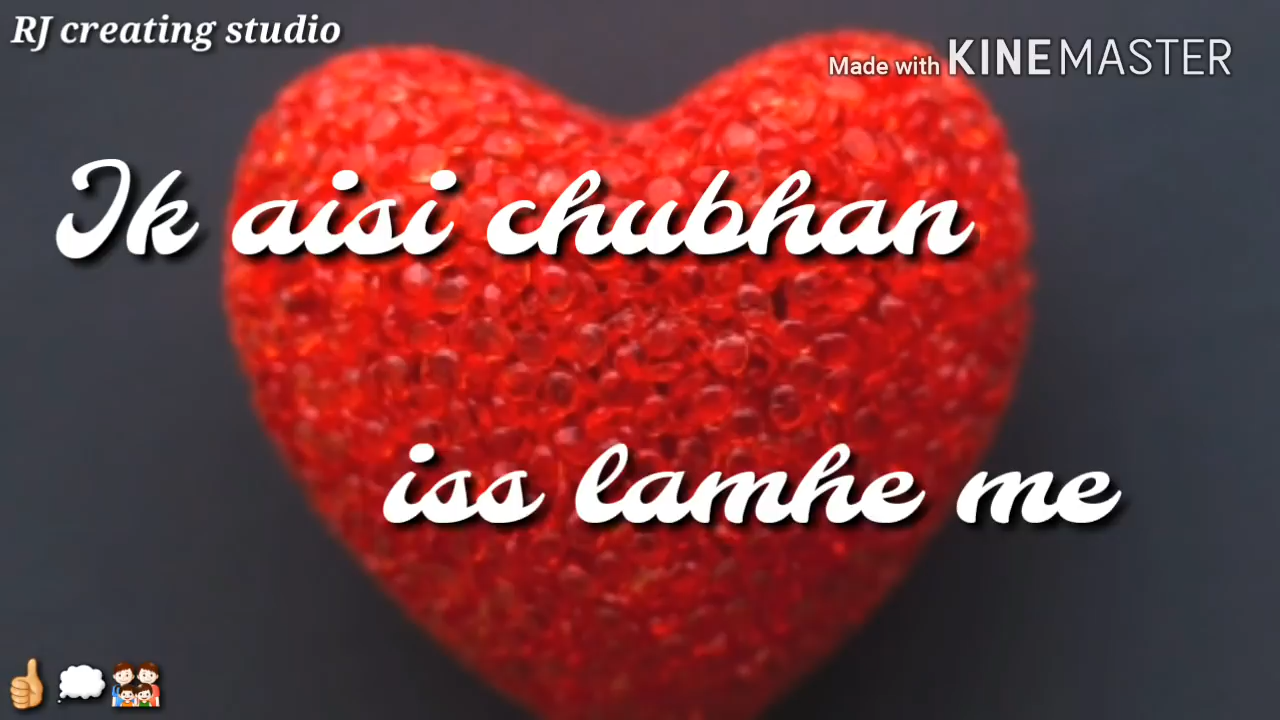 RJ creating studio
Made with KINEMASTER
Ik aisi chubhan
iss lamhe me